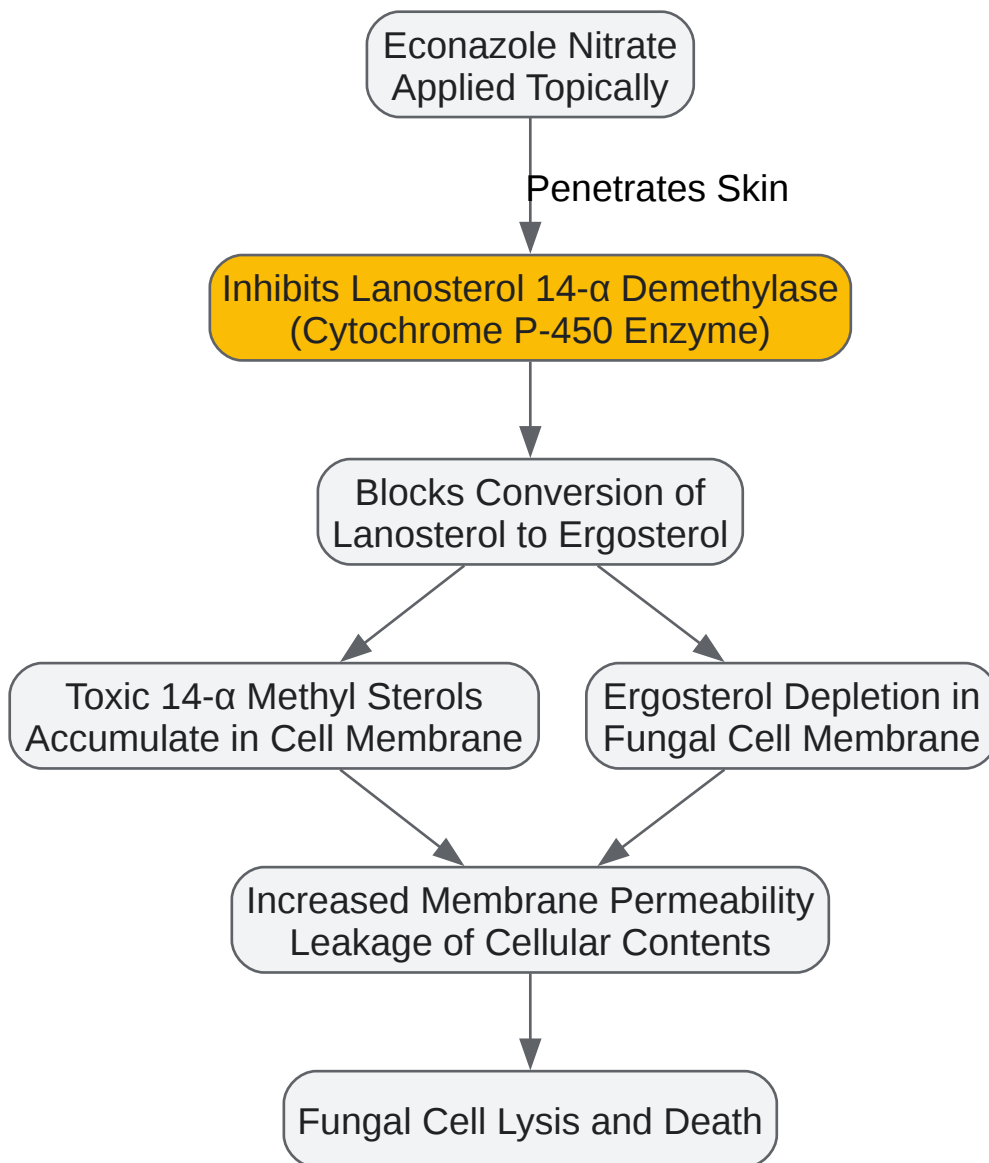 Econazole Nitrate
Applied Topically
Penetrates Skin
Inhibits Lanosterol 14-α Demethylase
(Cytochrome P-450 Enzyme)
Blocks Conversion of
Lanosterol to Ergosterol
Toxic 14-α Methyl Sterols
Accumulate in Cell Membrane
Ergosterol Depletion in
Fungal Cell Membrane
Increased Membrane Permeability
Leakage of Cellular Contents
Fungal Cell Lysis and Death